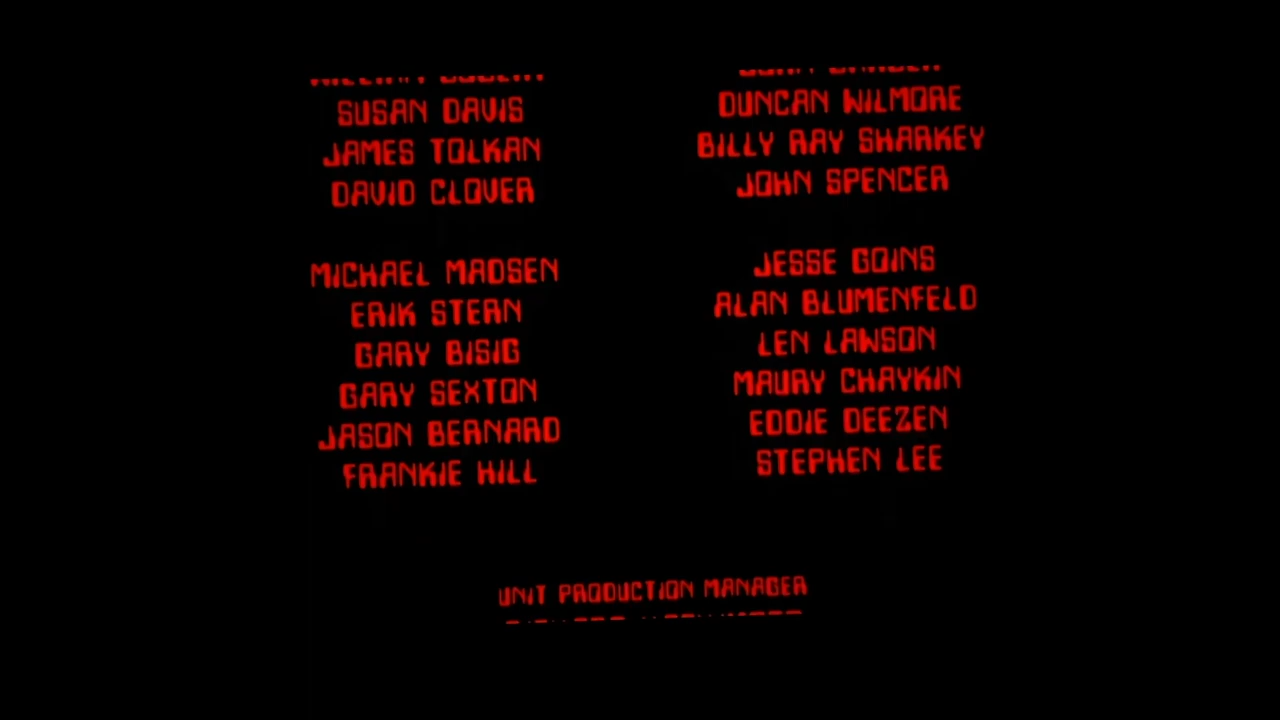 SUSAN DAVIS
JAMES TOLKAN
DAVID CLOVER
MICHAEL MADSEN
ERIK STERN
GARY BISIG
GARY SEXTON
JASON BERNARD
FRANKIE HILL
DUNCAN WILMORE
BILLY RAY SHARKEY
JOHN SPENCER
JESSE GOINS
ALAN BLUMENFELD
LEN LAWSON
MAURY CHAYKIN
EDDIE DEEZEN
STEPHEN LEE
UNIT PRODUCTION MANAGER